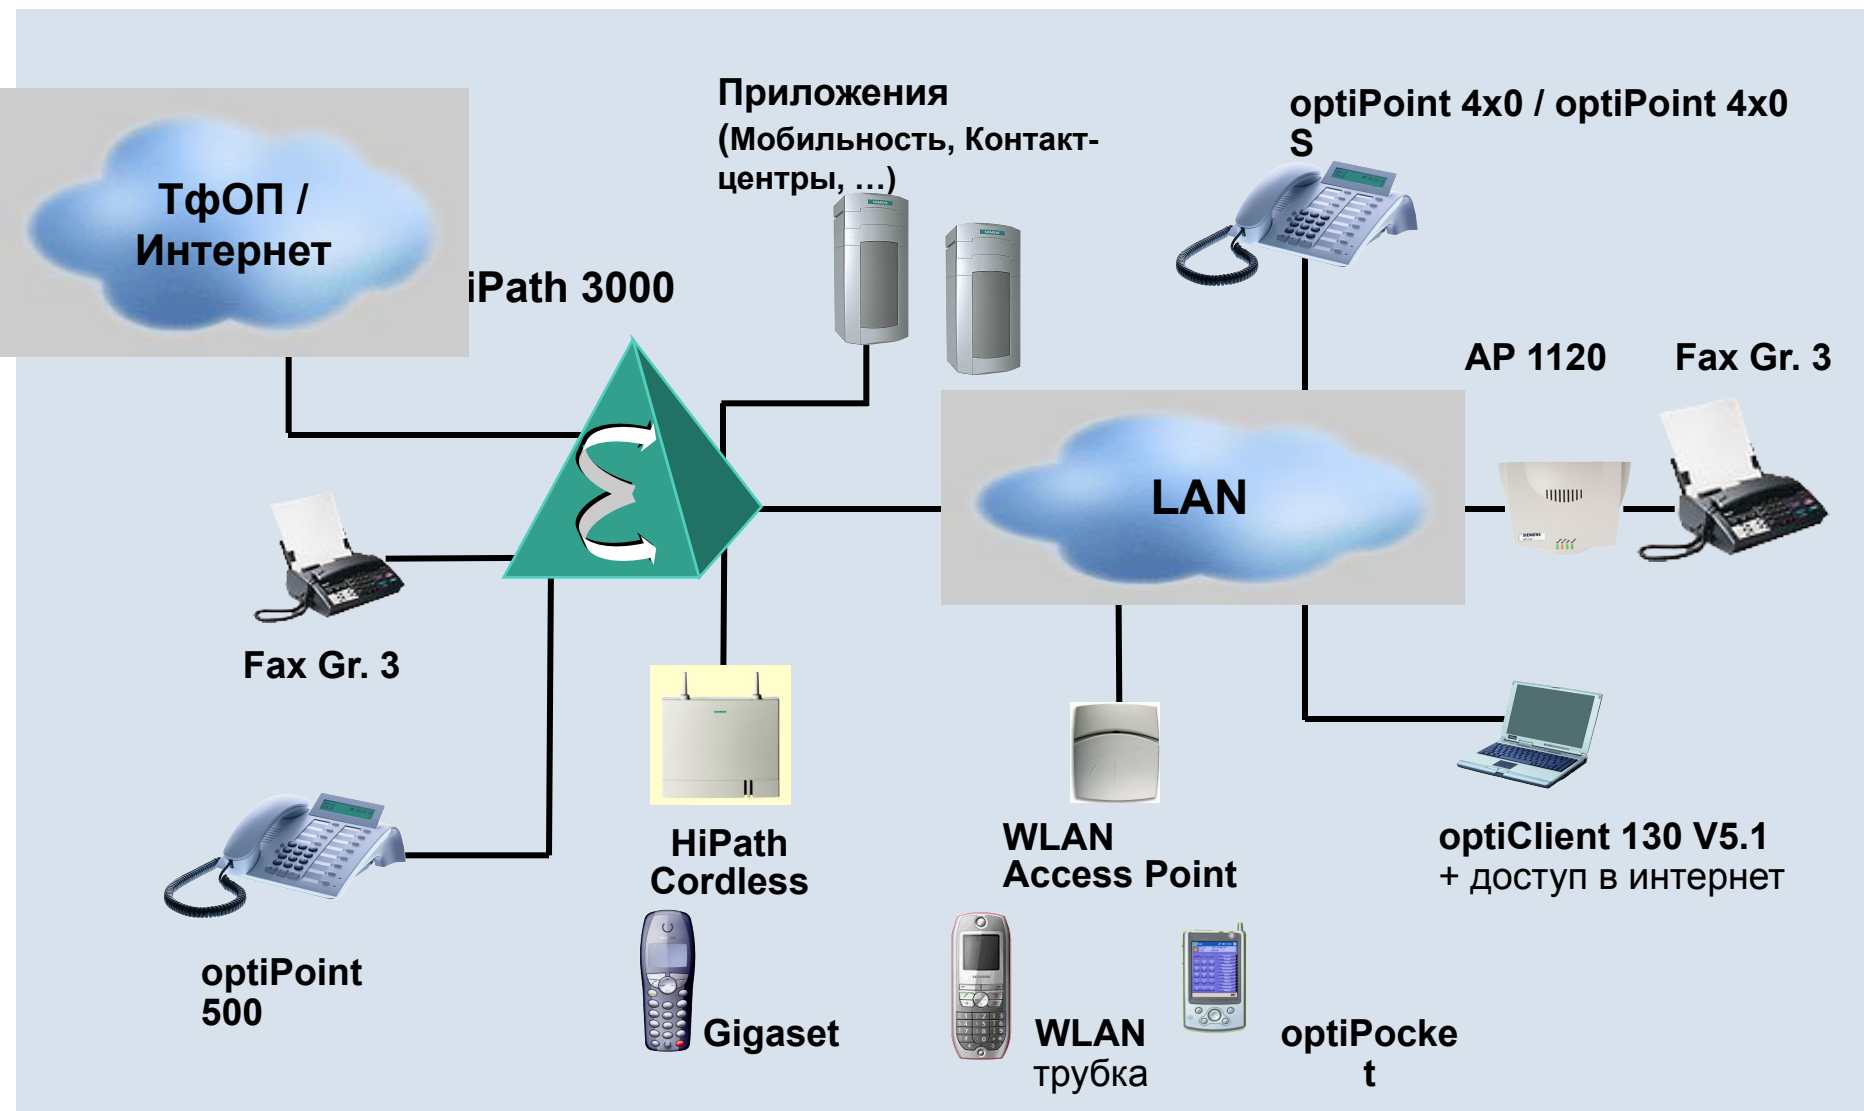 Приложения
(Мобильность, Контакт-
центры, …)
optiPoint 4x0 / optiPoint 4x0
S
ТфОП /
Интернет
iPath 3000
AP 1120
Fax Gr. 3
LAN
Fax Gr. 3
HiPath
Cordless
WLAN
Access Point
optiClient 130 V5.1
+ доступ в интернет
optiPoint
500
Gigaset
WLAN
трубка
optiPocke
t